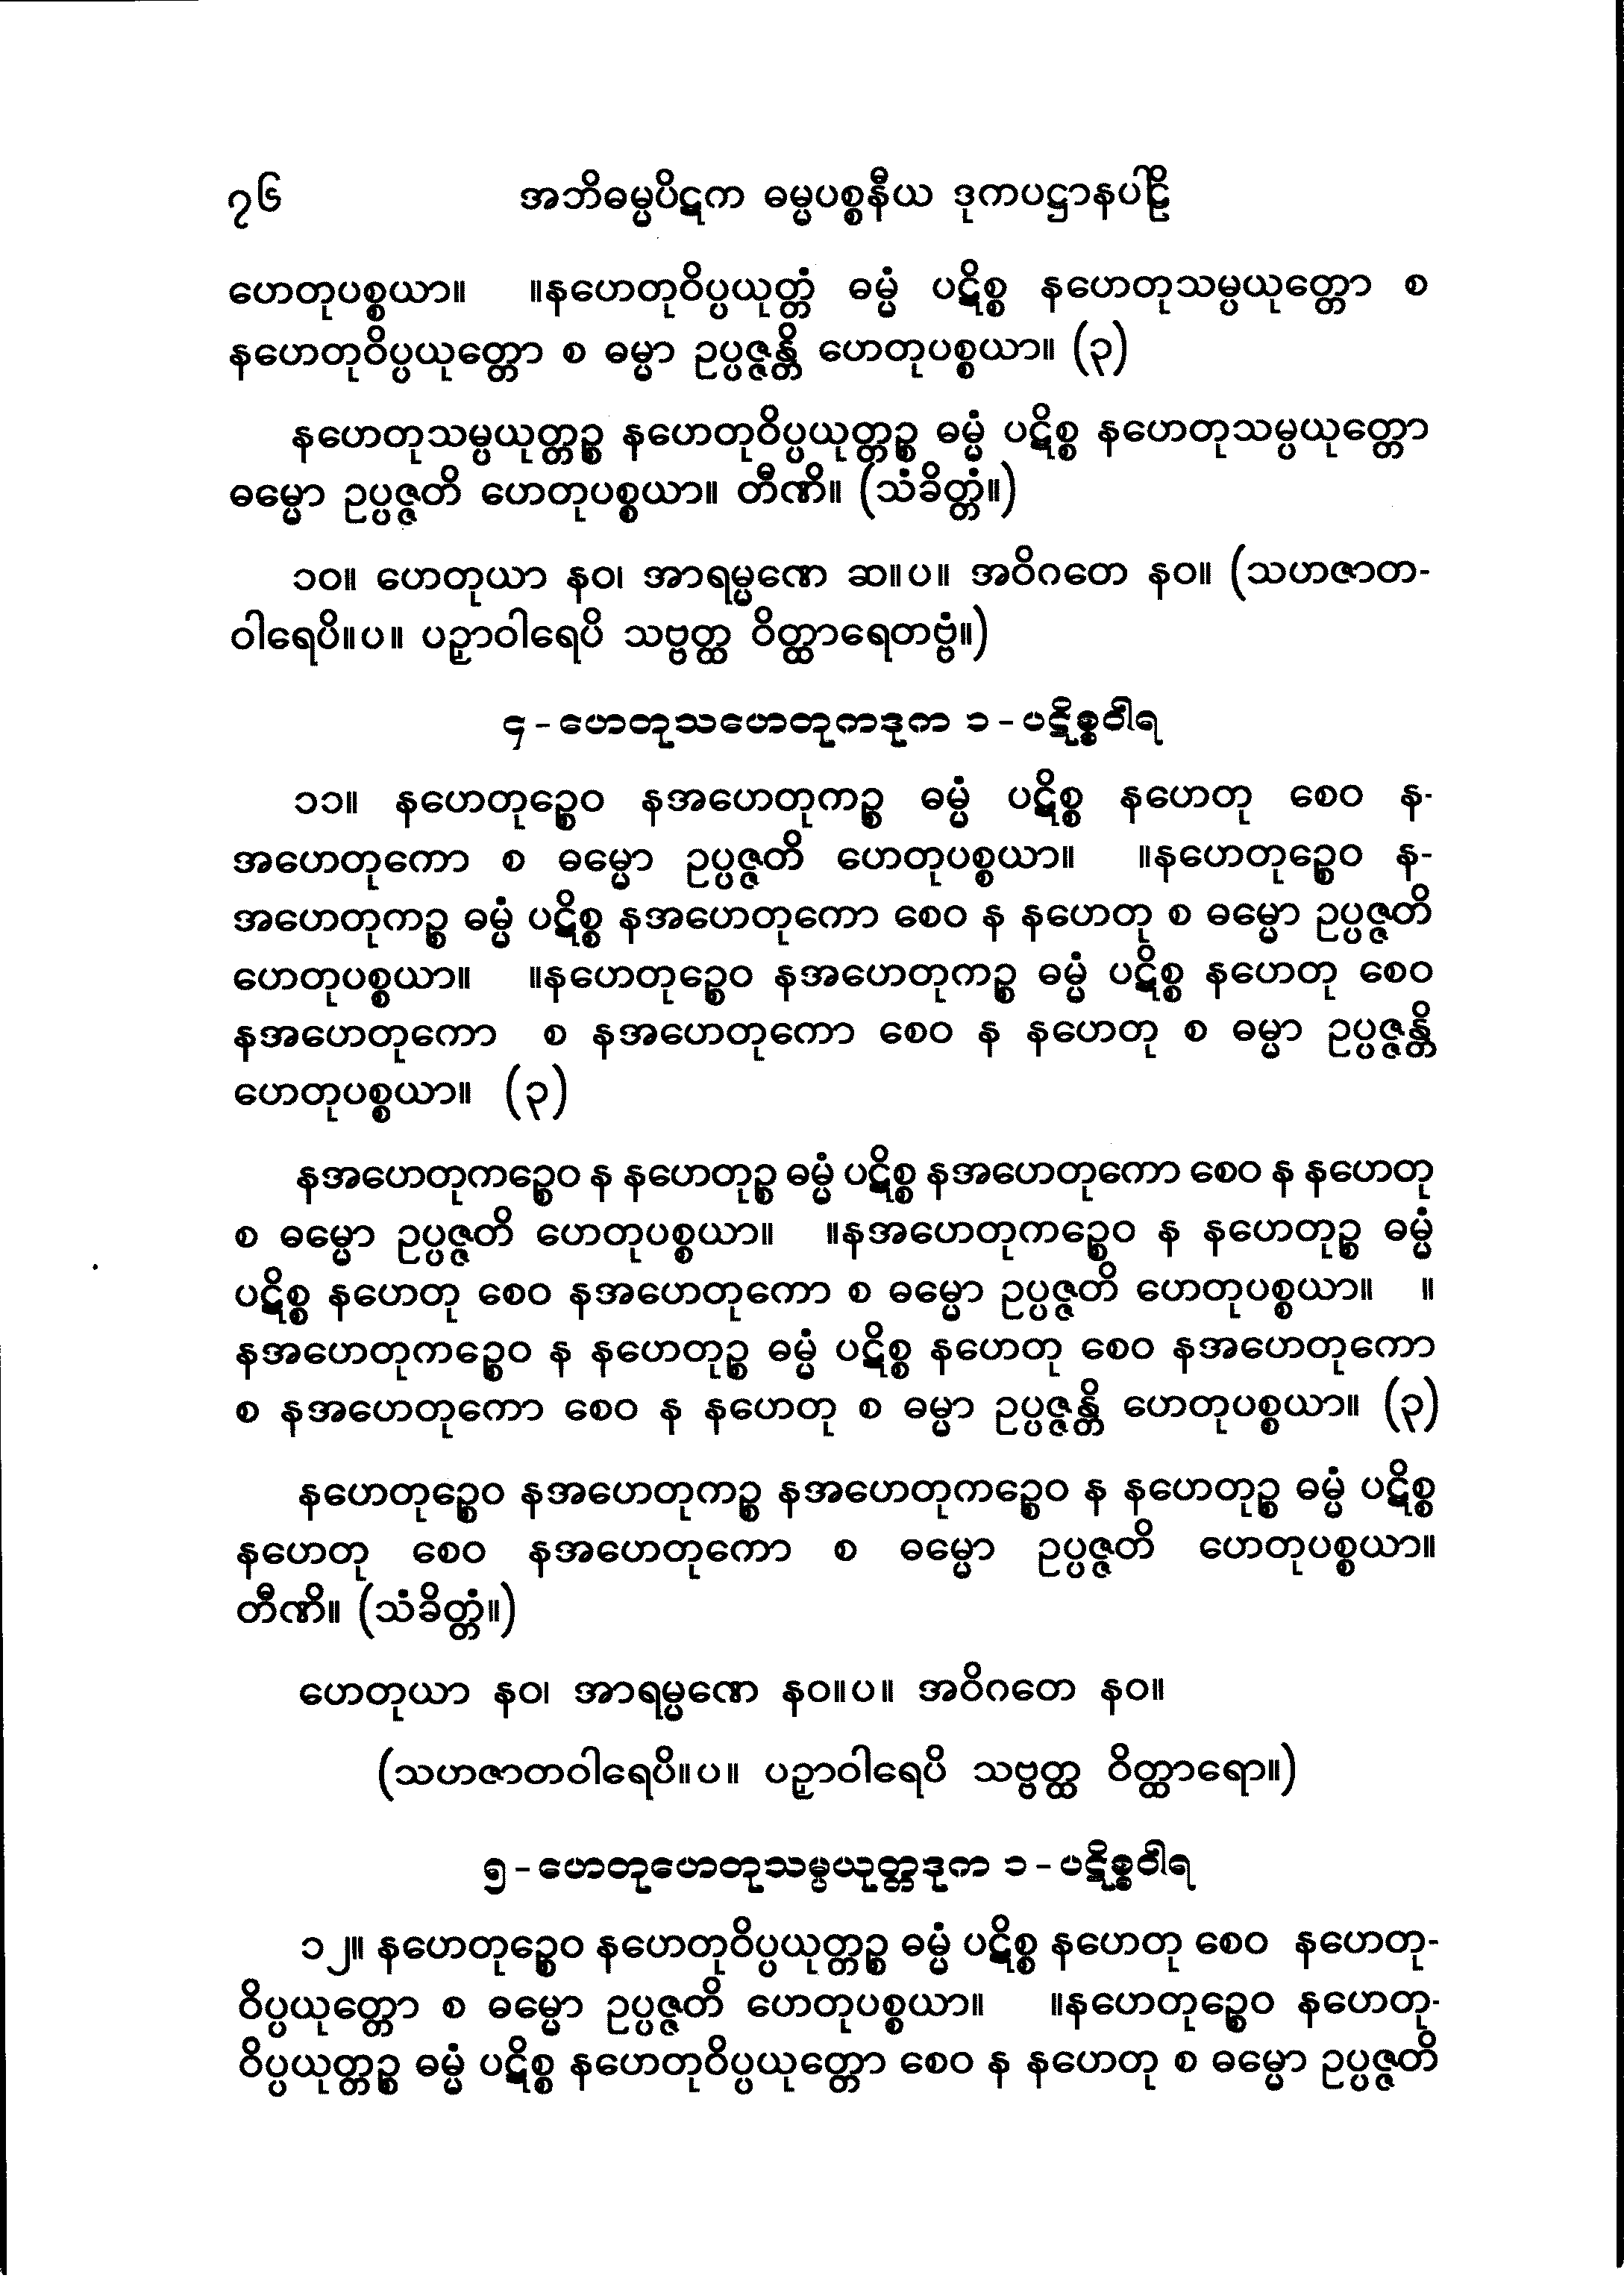 ၇၆ အဘိဓမ္မပိဋက ဓမ္မပစ္စနီယ ဒုကပဋ္ဌာနပါဠိ
ဟေတုပစ္စယာ။ ။နဟေတုဝိပ္ပယုတ္တံ ဓမ္မံ ပဋိစ္စ နဟေတုသမ္ပယုတ္တော စ
နဟေတုဝိပ္ပယုတ္တော စ ဓမ္မာ ဥပ္ပဇ္ဇန္တိ ဟေတုပစ္စယာ။ (၃)
နဟေတုသမ္ပယုတ္တဉ္စ နဟေတုဝိပ္ပယုတ္တဉ္စ ဓမ္မံ ပဋိစ္စ နဟေတုသမ္ပယုတ္တော
ဓမ္မော ဥပ္ပဇ္ဇတိ ဟေတုပစ္စယာ။ တီဏိ။ (သံခိတ္တံ။)
၁၀။ ဟေတုယာ နဝ၊ အာရမ္မဏေ ဆ။ပ။ အဝိဂတေ နဝ။ (သဟဇာတ-
ဝါရေပိ။ပ။ ပဉှာဝါရေပိ သဗ္ဗတ္ထ ဝိတ္ထာရေတဗ္ဗံ။)
၄-ဟေတုသဟေတုကဒုက ၁-ပဋိစ္စဝါရ
၁၁။ နဟေတုဉ္စေဝ နအဟေတုကဉ္စ ဓမ္မံ ပဋိစ္စ နဟေတု စေဝ န-
အဟေတုကော စ ဓမ္မော ဥပ္ပဇ္ဇတိ ဟေတုပစ္စယာ။ ။နဟေတုဉ္စေဝ န-
အဟေတုကဉ္စ ဓမ္မံ ပဋိစ္စ နအဟေတုကော စေဝ န နဟေတု စ ဓမ္မော ဥပ္ပဇ္ဇတိ
ဟေတုပစ္စယာ။ ။နဟေတုဉ္စေဝ နအဟေတုကဉ္စ ဓမ္မံ ပဋိစ္စ နဟေတု စေဝ
နအဟေတုကော စ နအဟေတုကော စေဝ န နဟေတု စ ဓမ္မာ ဥပ္ပဇ္ဇန္တိ
ဟေတုပစ္စယာ။ (၃)
နအဟေတုကဉ္စေဝ န နဟေတုဉ္စ ဓမ္မံ ပဋိစ္စ နအဟေတုကော စေဝ န နဟေတု
စ ဓမ္မော ဥပ္ပဇ္ဇတိ ဟေတုပစ္စယာ။ ။နအဟေတုကဉ္စေဝ န နဟေတုဉ္စ ဓမ္မံ
ပဋိစ္စ နဟေတု စေဝ နအဟေတုကော စ ဓမ္မော ဥပ္ပဇ္ဇတိ ဟေတုပစ္စယာ။ ။
နအဟေတုကဉ္စေဝ န နဟေတုဉ္စ ဓမ္မံ ပဋိစ္စ နဟေတု စေဝ နအဟေတုကော
စ နအဟေတုကော စေဝ န နဟေတု စ ဓမ္မာ ဥပ္ပဇ္ဇန္တိ ဟေတုပစ္စယာ။ (၃)
နဟေတုဉ္စေဝ နအဟေတုကဉ္စ နအဟေတုကဉ္စေဝ န နဟေတုဉ္စ ဓမ္မံ ပဋိစ္စ
နဟေတု စေဝ နအဟေတုကော စ ဓမ္မော ဥပ္ပဇ္ဇတိ ဟေတုပစ္စယာ။
တီဏိ။ (သံခိတ္တံ။)
ဟေတုယာ နဝ၊ အာရမ္မဏေ နဝ။ပ။ အဝိဂတေ နဝ။
(သဟဇာတဝါရေပိ။ပ။ ပဉှာဝါရေပိ သဗ္ဗတ္ထ ဝိတ္ထာရော။)
၅-ဟေတုဟေတုသမ္ပယုတ္တဒုက ၁-ပဋိစ္စဝါရ
၁၂။ နဟေတုဉ္စေဝ နဟေတုဝိပ္ပယုတ္တဉ္စ ဓမ္မံ ပဋိစ္စ နဟေတု စေဝ နဟေတု-
ဝိပ္ပယုတ္တော စ ဓမ္မော ဥပ္ပဇ္ဇတိ ဟေတုပစ္စယာ။ ။နဟေတုဉ္စေဝ နဟေတု-
ဝိပ္ပယုတ္တဉ္စ ဓမ္မံ ပဋိစ္စ နဟေတုဝိပ္ပယုတ္တော စေဝ န နဟေတု စ ဓမ္မော ဥပ္ပဇ္ဇတိ